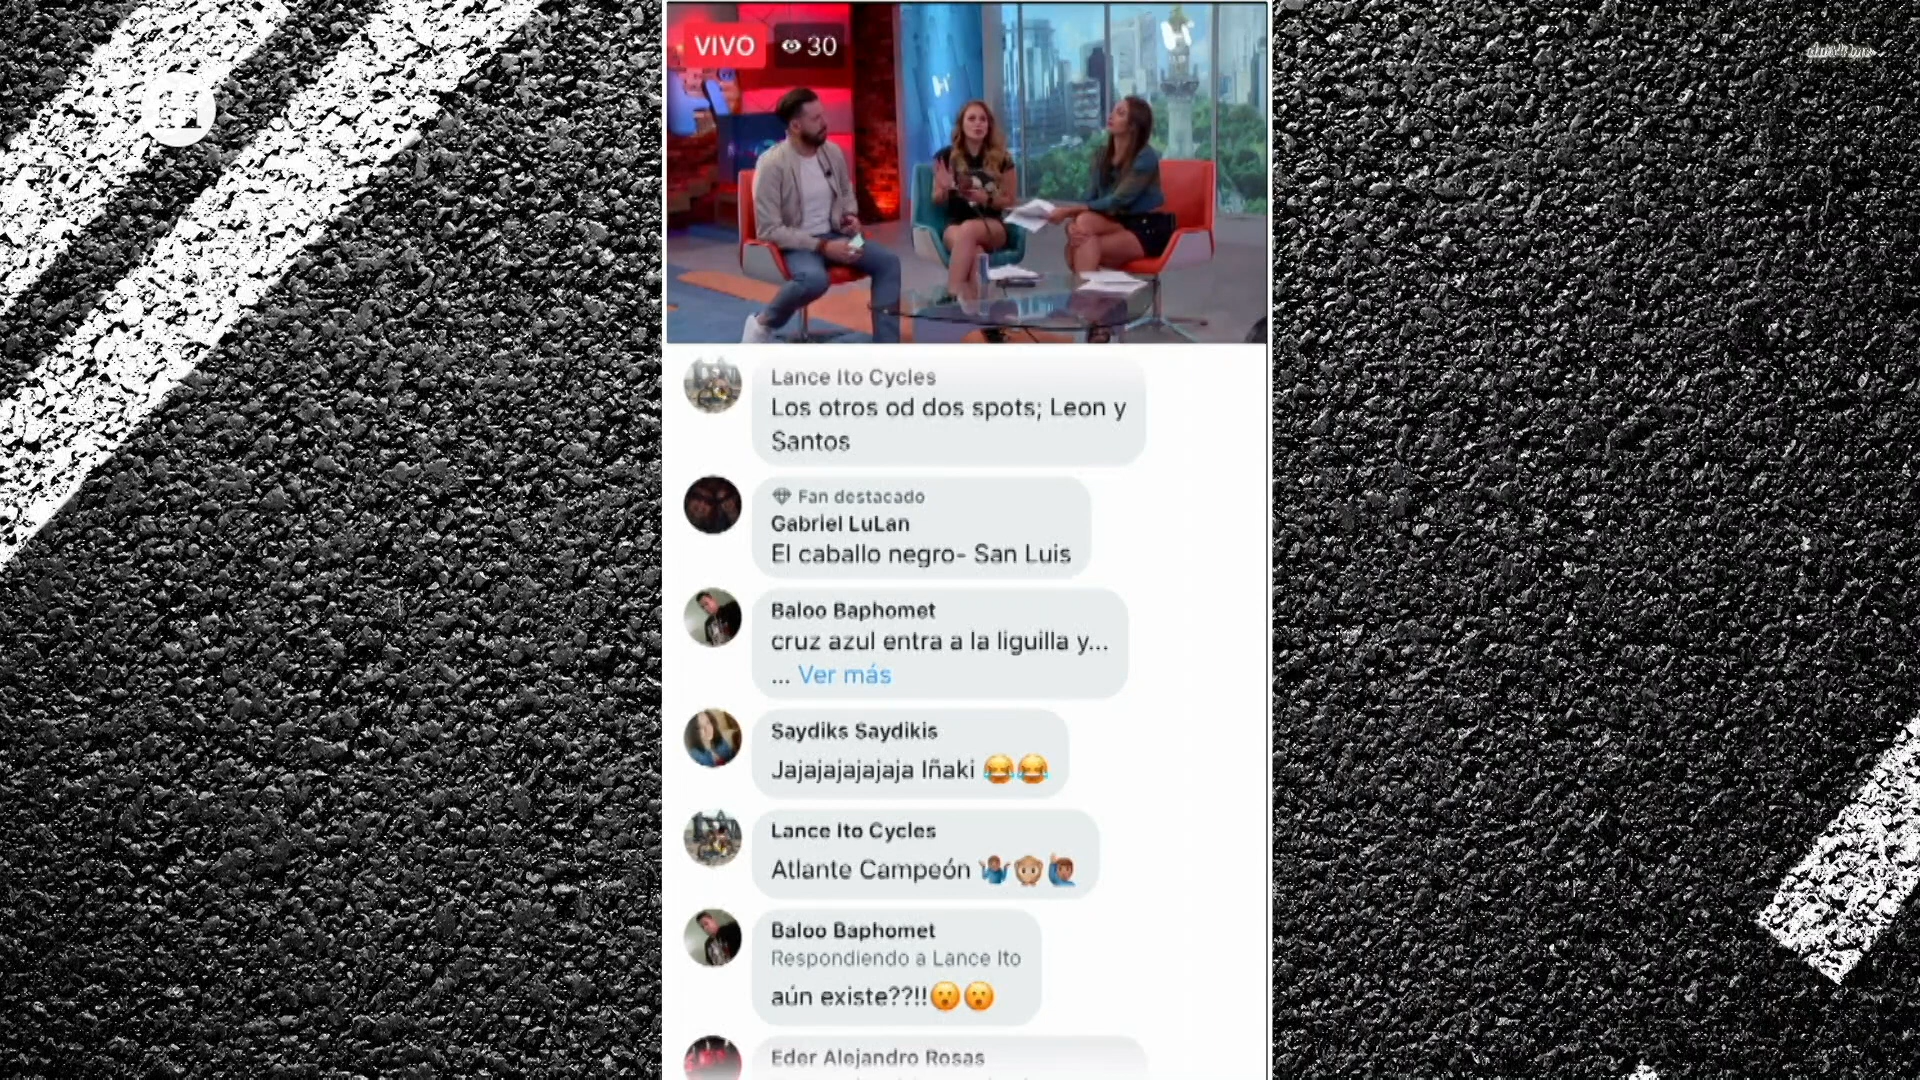 VIVO 30
Lance Ito Cycles
Los otros od dos spots; Leon y
Santos
Fan destacado
Gabriel LuLan
El caballo negro- San Luis
Baloo Baphomet
cruz azul entra a la liguilla y...
... Ver más
Saydiks Saydikis
Jajajajajajaja Iñaki 😂😂
Lance Ito Cycles
Atlante Campeón 🤷🏽‍♂️🙊🙋🏽‍♂️
Baloo Baphomet
Respondiendo a Lance Ito
aún existe??!!😮😮
Eder Alejandro Rosas